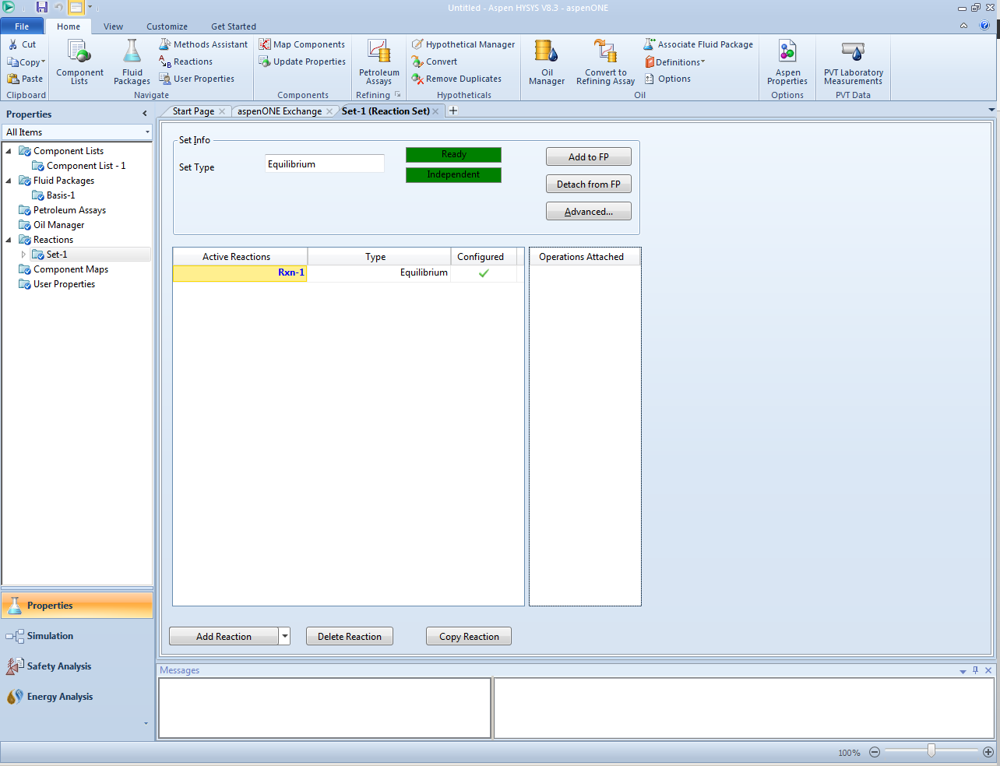 Untitled - Aspen HYSYS V8.3 - aspenONE
File Home View Customize Get Started
Cut
Copy
Paste
Clipboard
Component Lists
Fluid Packages
Methods Assistant
Reactions
User Properties
Navigate
Map Components
Update Properties
Components
Petroleum Assays
Refining
Hypothetical Manager
Convert
Remove Duplicates
Hypotheticals
Oil Manager
Convert to Refining Assay
Associate Fluid Package
Definitions
Options
Oil
Aspen Properties
Options
PVT Laboratory Measurements
PVT Data
Properties
All Items
Component Lists
Component List - 1
Fluid Packages
Basis-1
Petroleum Assays
Oil Manager
Reactions
Set-1
Component Maps
User Properties
Properties
Simulation
Safety Analysis
Energy Analysis
Start Page aspenONE Exchange Set-1 (Reaction Set)
Set Info
Set Type Equilibrium
Ready
Independent
Add to FP
Detach from FP
Advanced...
Active Reactions Type Configured
Rxn-1 Equilibrium
Operations Attached
Add Reaction Delete Reaction Copy Reaction
Messages
100%